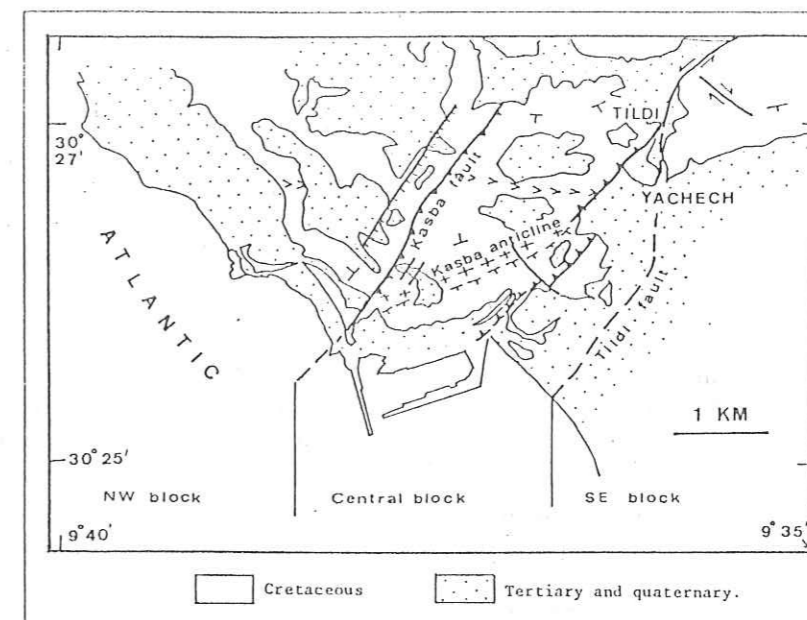 30
27'
TILDI
YACHECH
Kasba fault
Kasba anticline
Tildi fault
ATLANTIC
1 KM
30°25'
NW block
Central block
SE block
9°40'
9°35'
Cretaceous
Tertiary and quaternary.